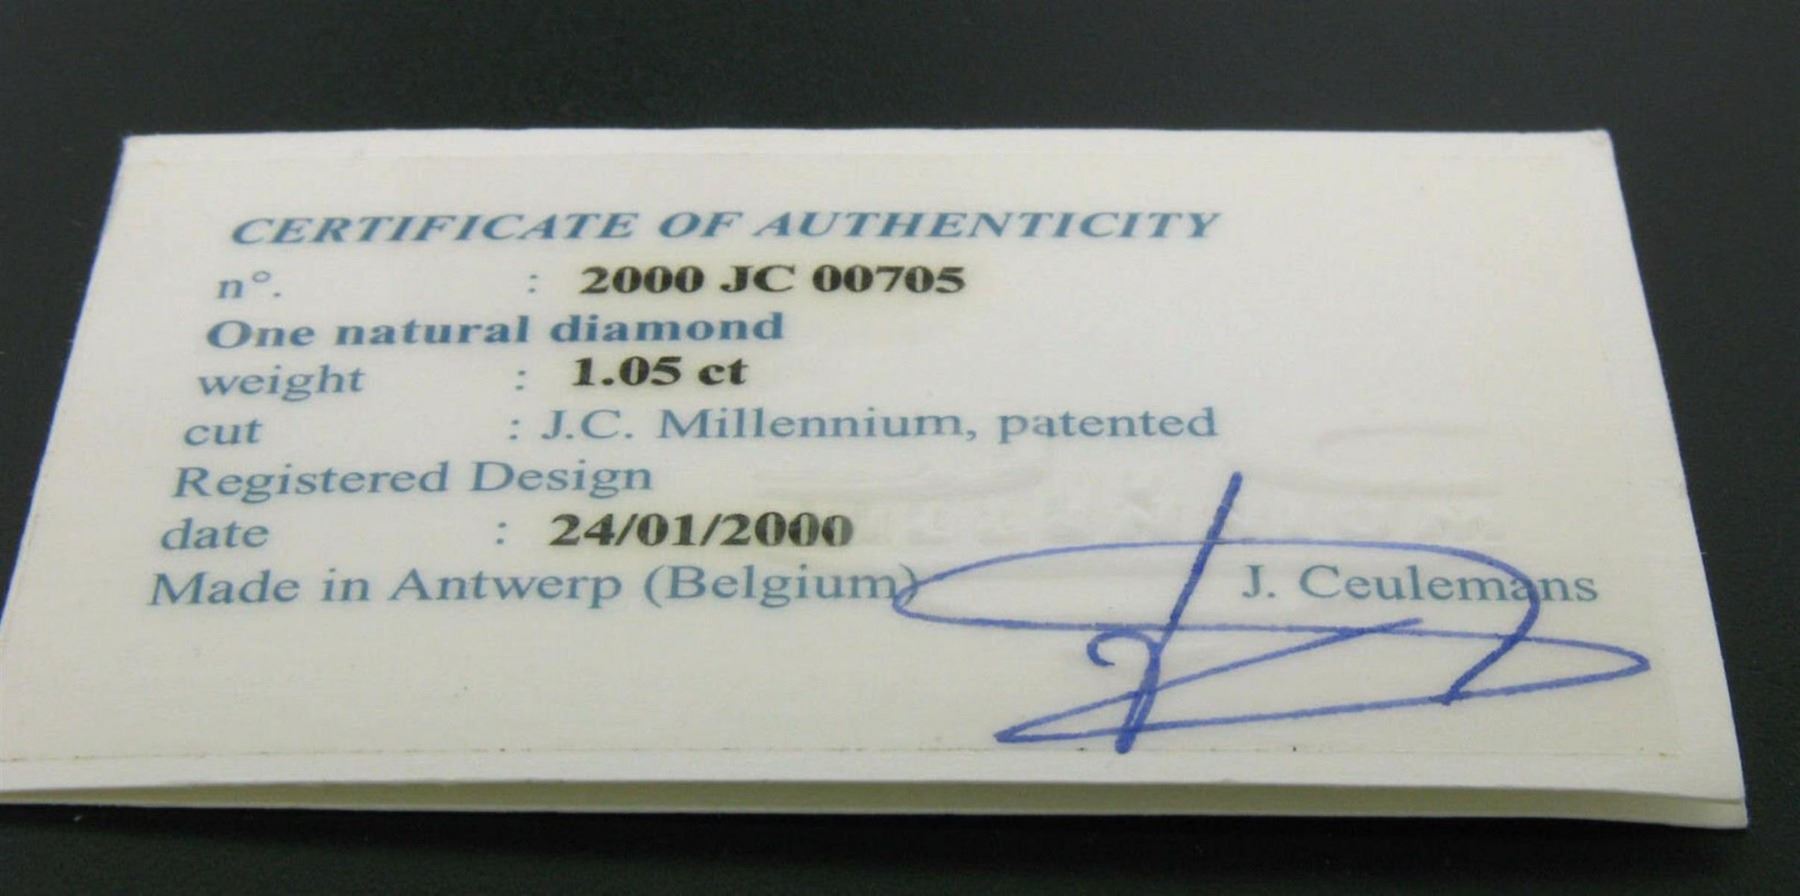 CERTIFICATE OF AUTHENTICITY
n°. : 2000 JC 00705
One natural diamond
weight : 1.05 ct
cut : J.C. Millennium, patented
Registered Design
date : 24/01/2000
Made in Antwerp (Belgium) J. Ceulemans